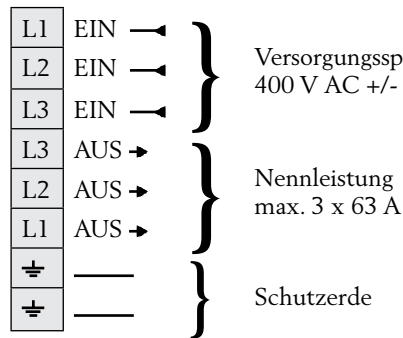 L1 EIN
L2 EIN
L3 EIN
Versorgungssp
400 V AC +/-
L3 AUS
L2 AUS
L1 AUS
Nennleistung
max. 3 x 63 A
Schutzerde